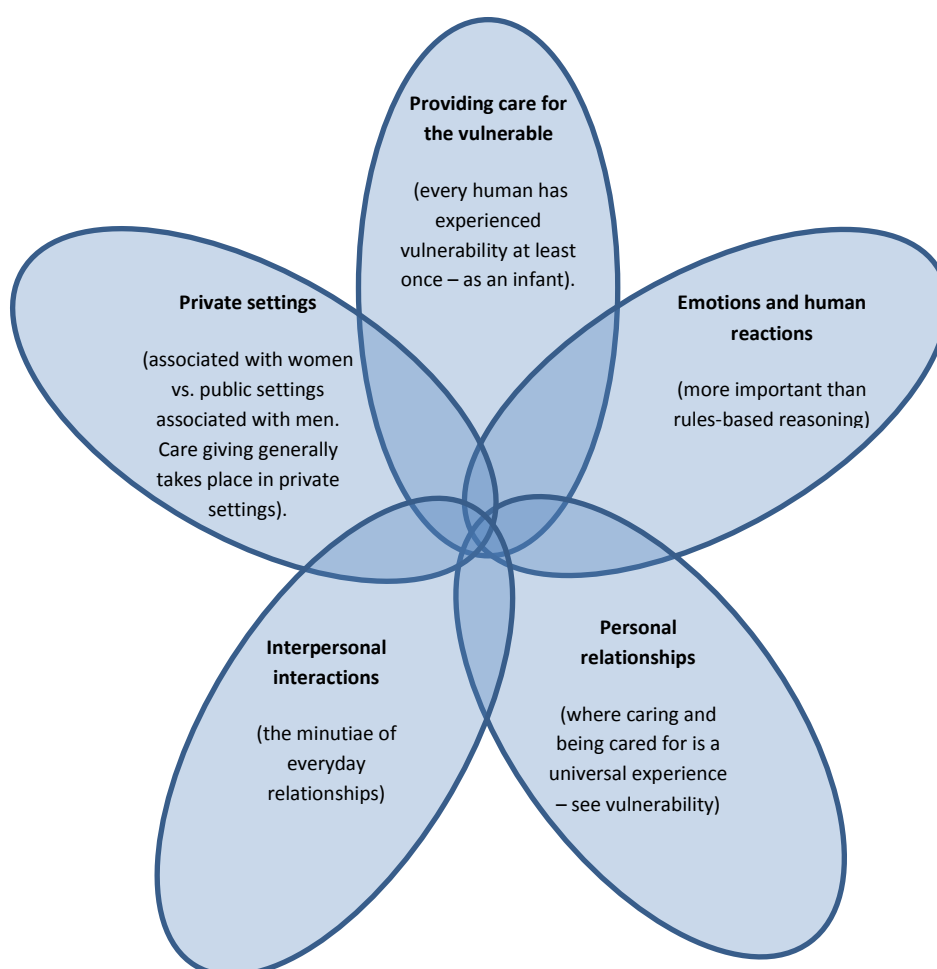 Providing care for
the vulnerable
(every human has
experienced
vulnerability at least
once – as an infant).
Private settings
(associated with women
vs. public settings
associated with men.
Care giving generally
takes place in private
settings).
Emotions and human
reactions
(more important than
rules-based reasoning)
Interpersonal
interactions
(the minutiae of
everyday
relationships)
Personal
relationships
(where caring and
being cared for is a
universal experience
– see vulnerability)